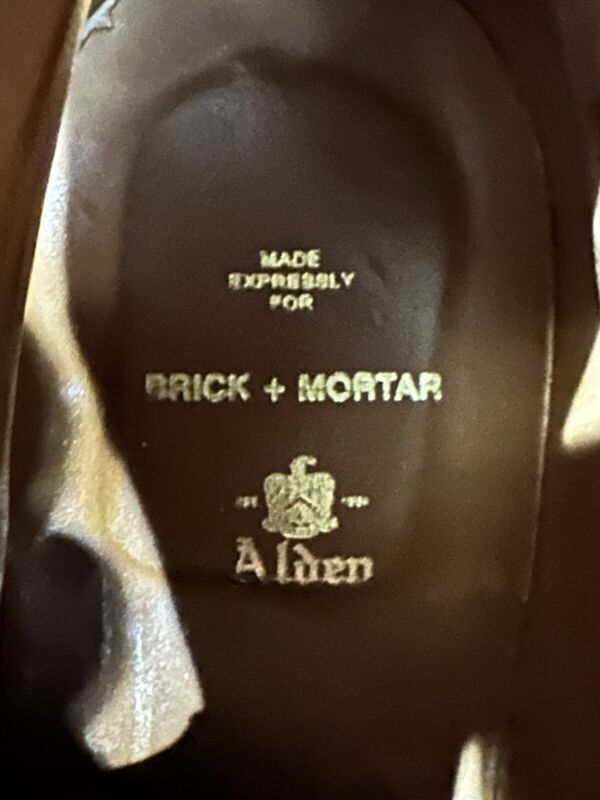 MADE
EXPRESSLY
FOR
BRICK + MORTAR
Alden